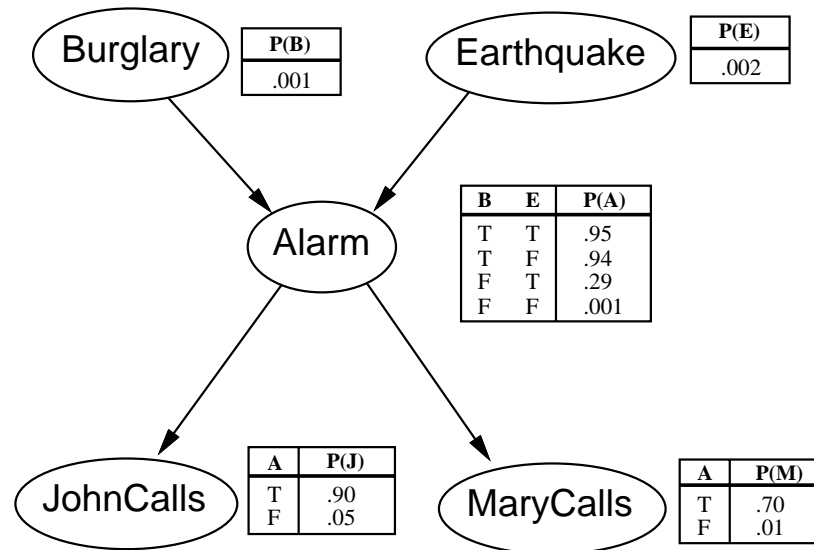 Burglary
P(B)
.001
Earthquake
P(E)
.002
Alarm
B E P(A)
T T .95
T F .94
F T .29
F F .001
JohnCalls
A P(J)
T .90
F .05
MaryCalls
A P(M)
T .70
F .01